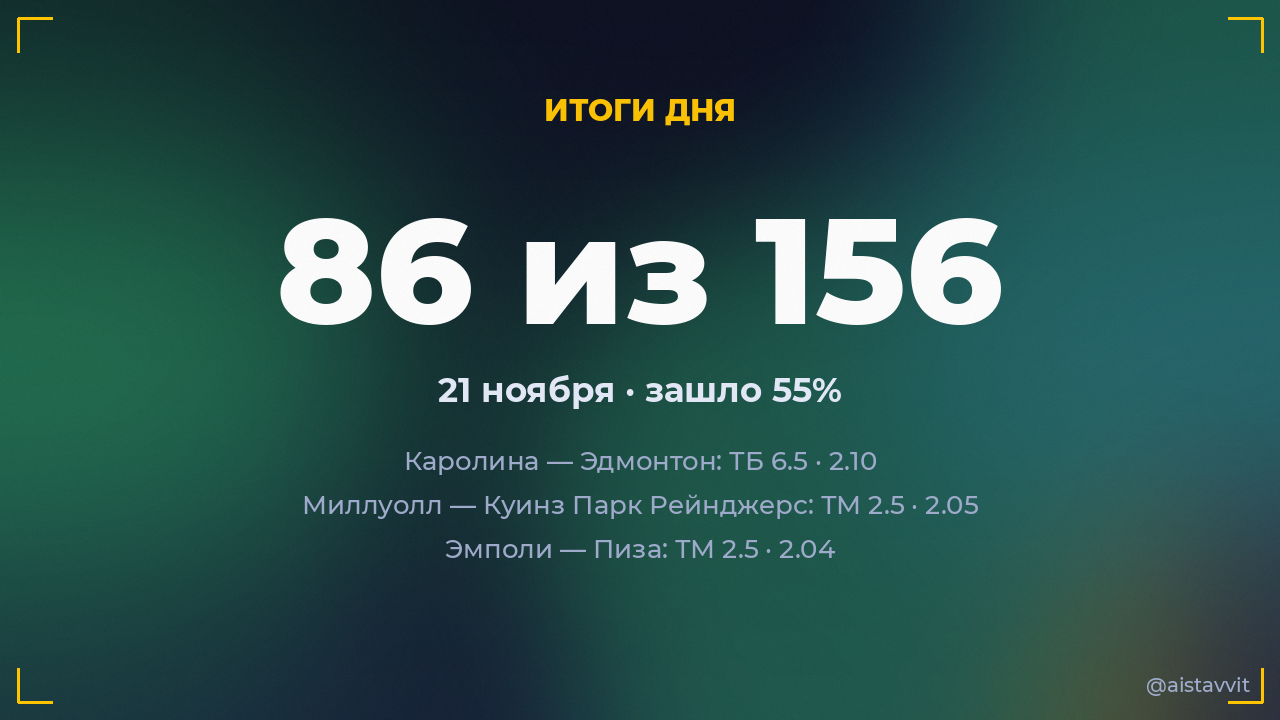 ИТОГИ ДНЯ
86 из 156
21 ноября · зашло 55%
Каролина — Эдмонтон: ТБ 6.5 · 2.10
Миллуолл — Куинз Парк Рейнджерс: ТМ 2.5 · 2.05
Эмполи — Пиза: ТМ 2.5 · 2.04
@aistavvit